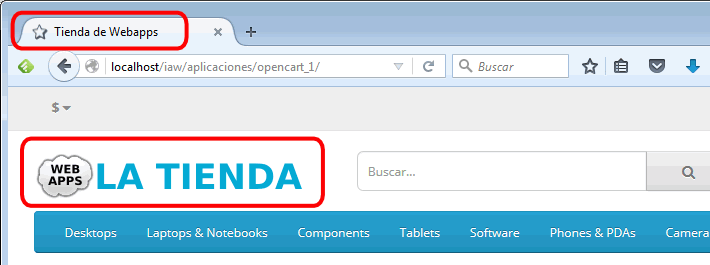 Tienda de Webapps
localhost/iaw/aplicaciones/opencart_1/
Buscar
$
WEB
APPS
LA TIENDA
Buscar...
Desktops Laptops & Notebooks Components Tablets Software Phones & PDAs Camera